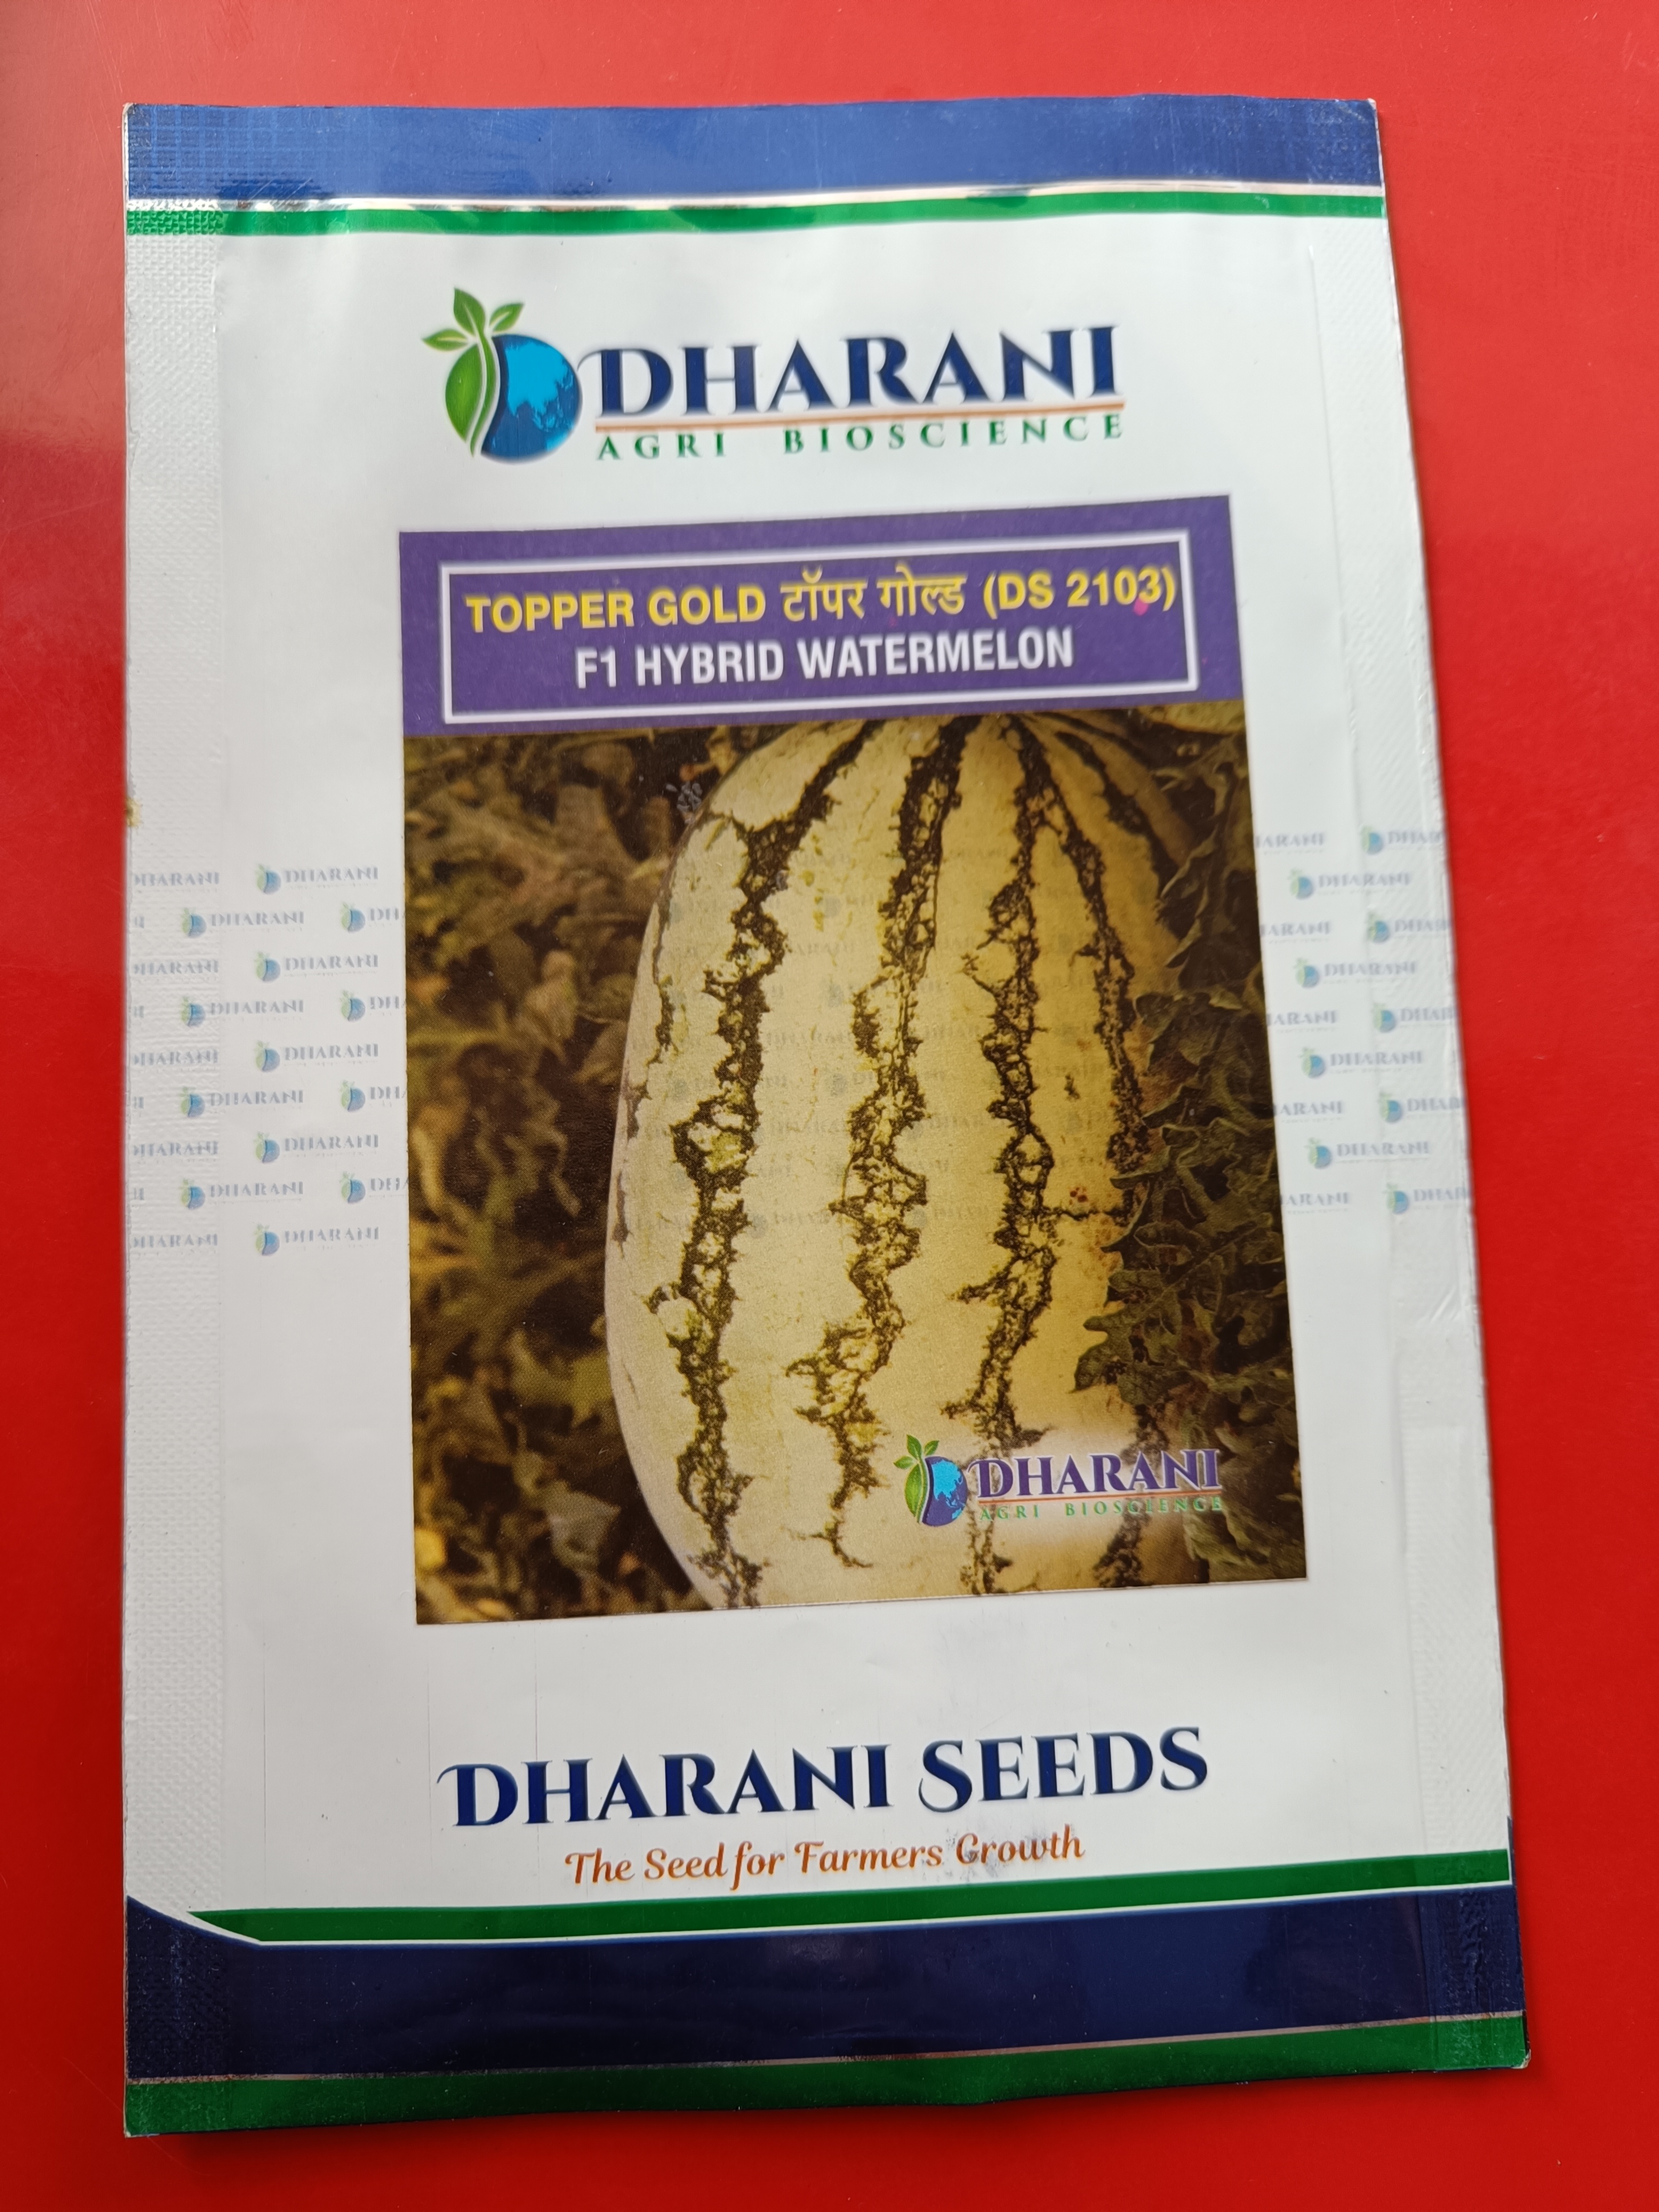 DHARANI
AGRI BIOSCIENCE
TOPPER GOLD टॉपर गोल्ड (DS 2103)
F1 HYBRID WATERMELON
DHARANI
AGRI BIOSCIENCE
DHARANI SEEDS
The Seed for Farmers Growth